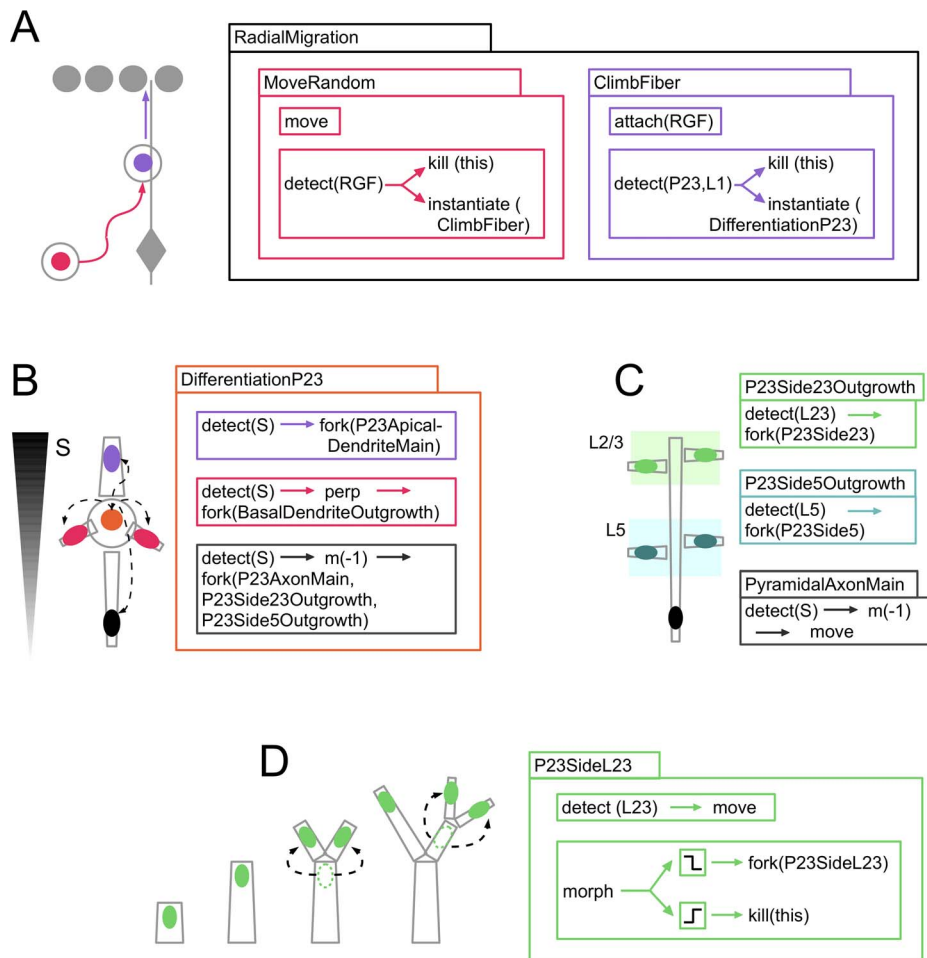 A
RadialMigration
MoveRandom
move
detect(RGF)
kill (this)
instantiate (
ClimbFiber)
ClimbFiber
attach(RGF)
detect(P23,L1)
kill (this)
instantiate (
DifferentiationP23)
B
S
DifferentiationP23
detect(S) fork(P23Apical-
DendriteMain)
detect(S) perp
fork(BasalDendriteOutgrowth)
detect(S) m(-1)
fork(P23AxonMain,
P23Side23Outgrowth,
P23Side5Outgrowth)
C
L2/3
L5
P23Side23Outgrowth
detect(L23)
fork(P23Side23)
P23Side5Outgrowth
detect(L5)
fork(P23Side5)
PyramidalAxonMain
detect(S) m(-1)
move
D
P23SideL23
detect (L23) move
morph
fork(P23SideL23)
kill(this)